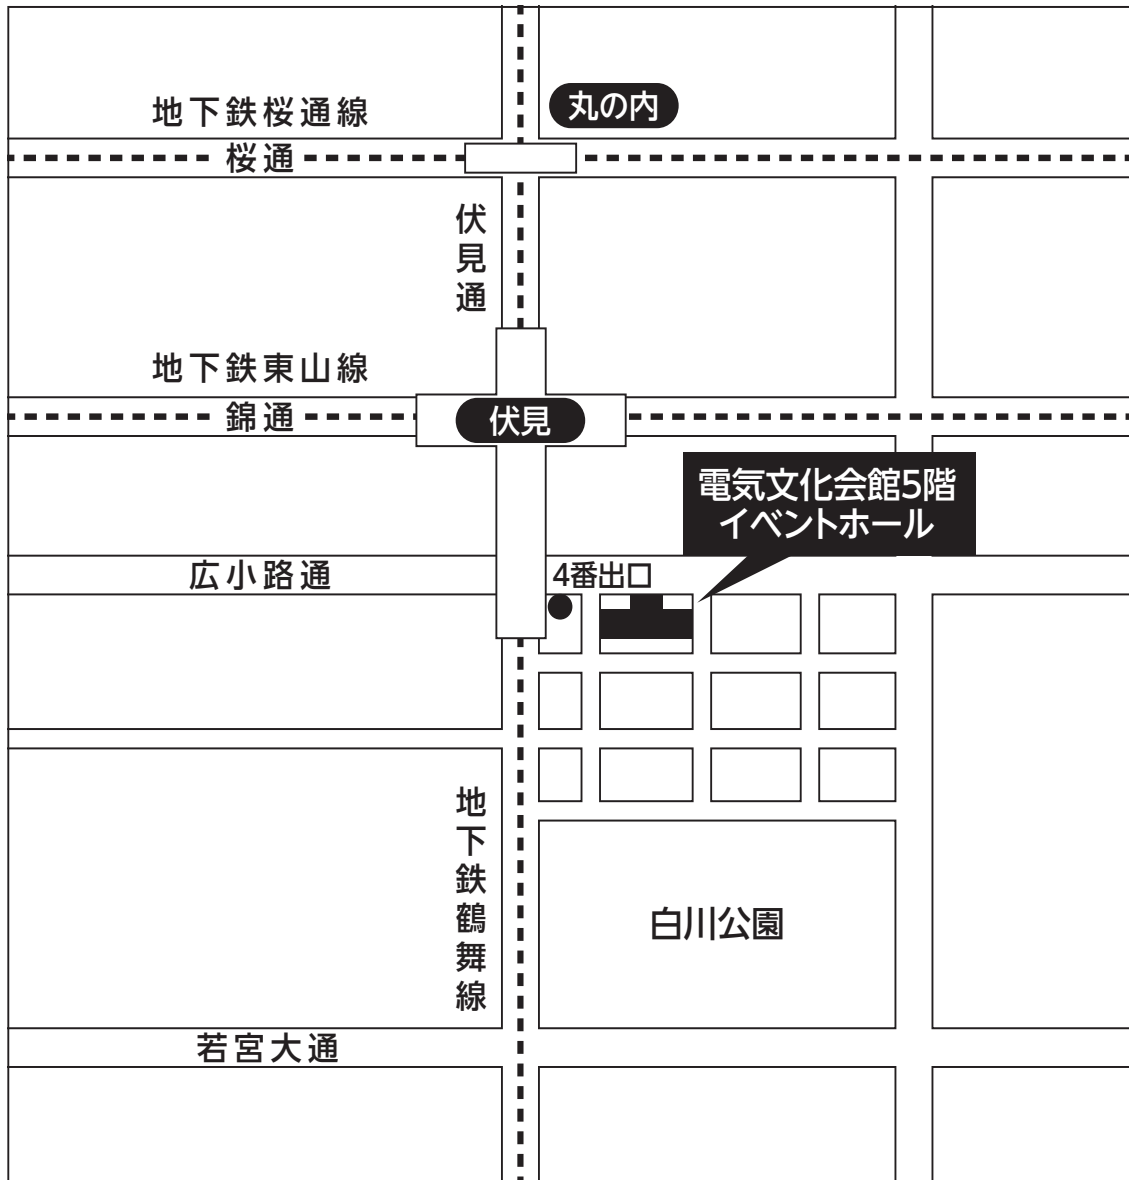 地下鉄桜通線
丸の内
桜通
伏見通
地下鉄東山線
錦通
伏見
電気文化会館5階
イベントホール
広小路通
4番出口
地下鉄鶴舞線
白川公園
若宮大通